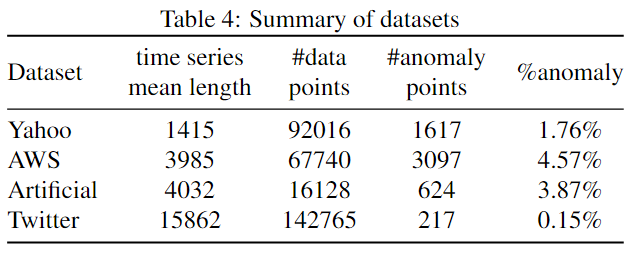 Table 4: Summary of datasets
Dataset time series mean length #data points #anomaly points %anomaly
Yahoo 1415 92016 1617 1.76%
AWS 3985 67740 3097 4.57%
Artificial 4032 16128 624 3.87%
Twitter 15862 142765 217 0.15%